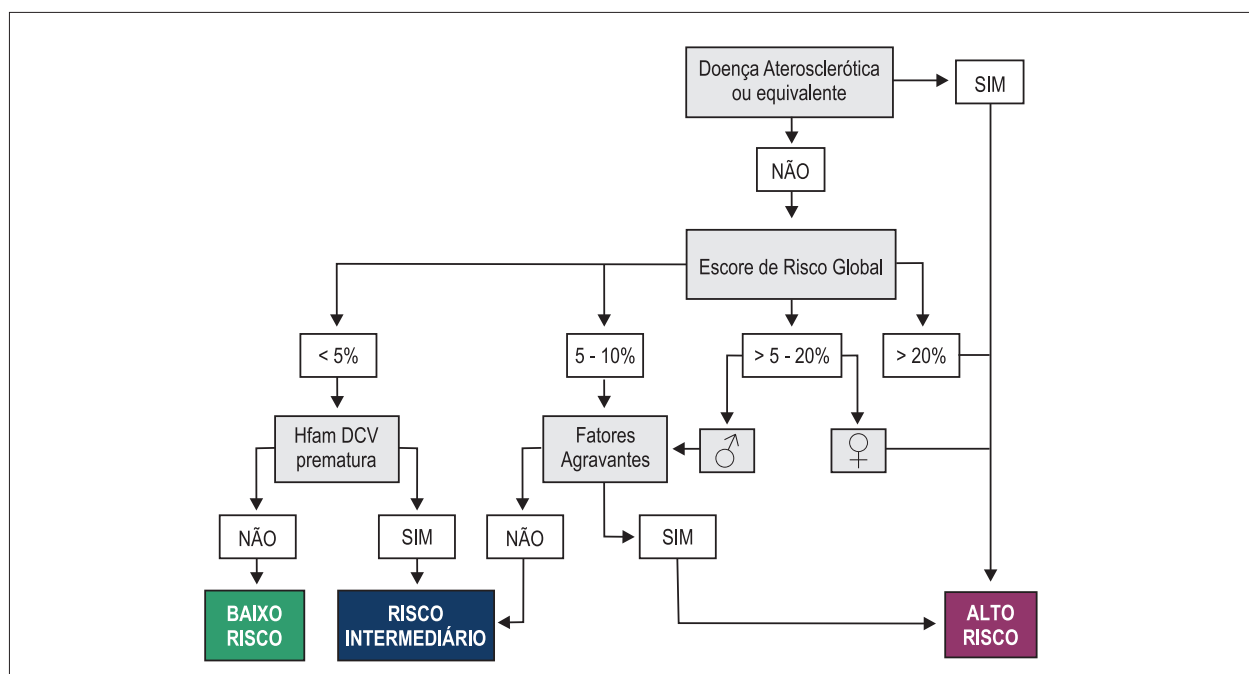 Doença Aterosclerótica
ou equivalente
SIM
NÃO
Escore de Risco Global
< 5%
5 - 10%
> 5 - 20%
> 20%
Hfam DCV
prematura
Fatores
Agravantes
♂
♀
NÃO
SIM
NÃO
SIM
BAIXO
RISCO
RISCO
INTERMEDIÁRIO
ALTO
RISCO